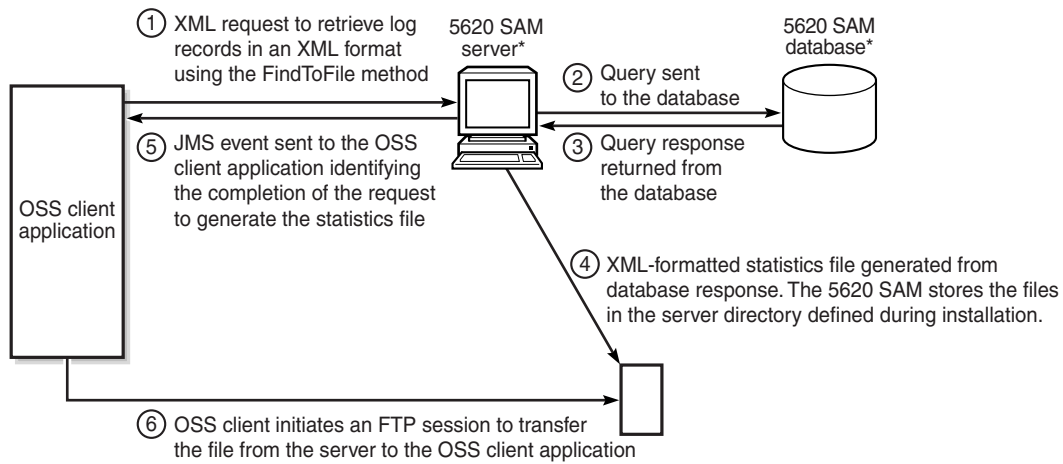 ① XML request to retrieve log
records in an XML format
using the FindToFile method
5620 SAM
server*
5620 SAM
database*
② Query sent
to the database
⑤ JMS event sent to the OSS
client application identifying
the completion of the request
to generate the statistics file
③ Query response
returned from
the database
OSS client
application
④ XML-formatted statistics file generated from
database response. The 5620 SAM stores the files
in the server directory defined during installation.
⑥ OSS client initiates an FTP session to transfer
the file from the server to the OSS client application